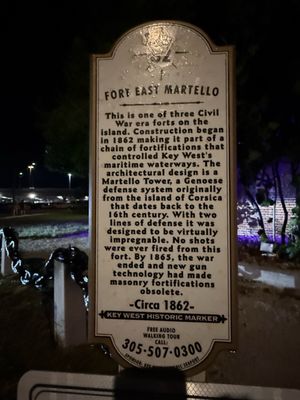 52
FORT EAST MARTELLO
This is one of three Civil
War era forts on the
island. Construction began
in 1862 making it part of a
chain of fortifications that
controlled Key West's
maritime waterways. The
architectural design is a
Martello Tower, a Genoese
defense system originally
from the island of Corsica
that dates back to the
16th century. With two
lines of defense it was
designed to be virtually
impregnable. No shots
were ever fired from this
fort. By 1865, the war
ended and new gun
technology had made
masonry fortifications
obsolete.
-Circa 1862-
KEY WEST HISTORIC MARKER
FREE AUDIO
WALKING TOUR
CALL
305-507-0300